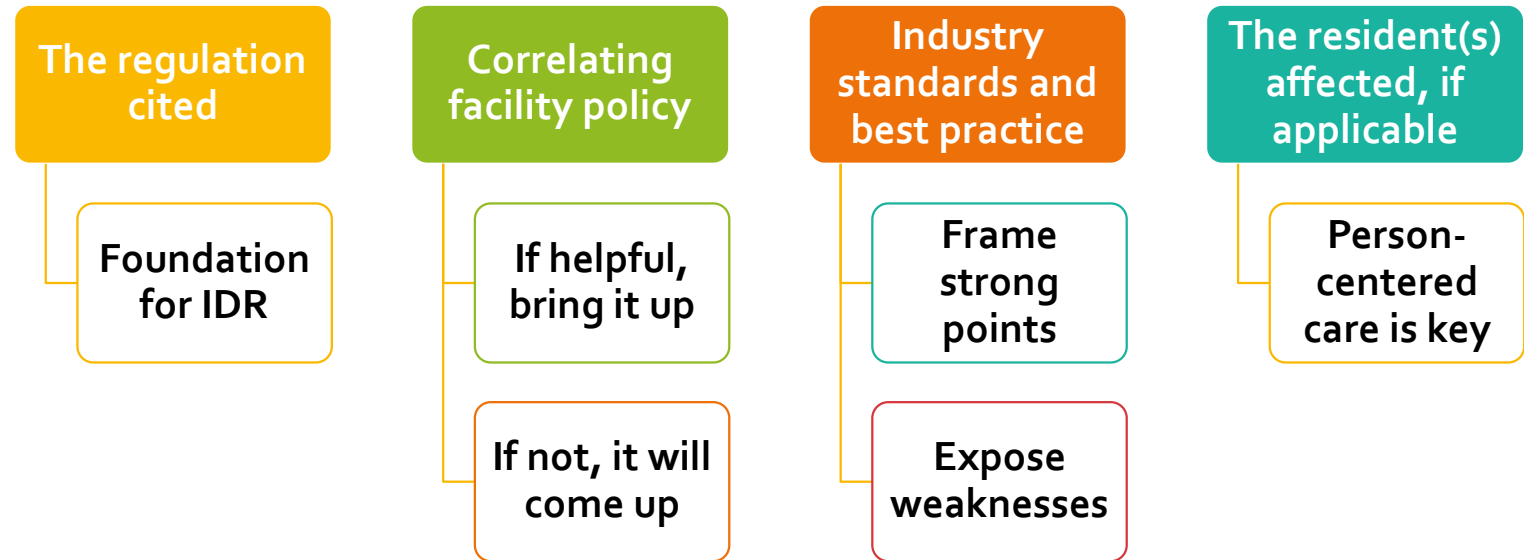 The regulation
cited
Foundation
for IDR
Correlating
facility policy
If helpful,
bring it up
If not, it will
come up
Industry
standards and
best practice
Frame
strong
points
Expose
weaknesses
The resident(s)
affected, if
applicable
Person-
centered
care is key